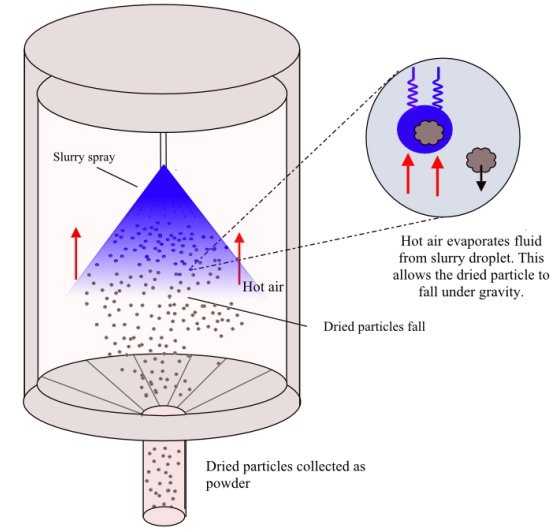 Slurry spray
Hot air evaporates fluid
from slurry droplet. This
allows the dried particle to
fall under gravity.
Hot air
Dried particles fall
Dried particles collected as
powder